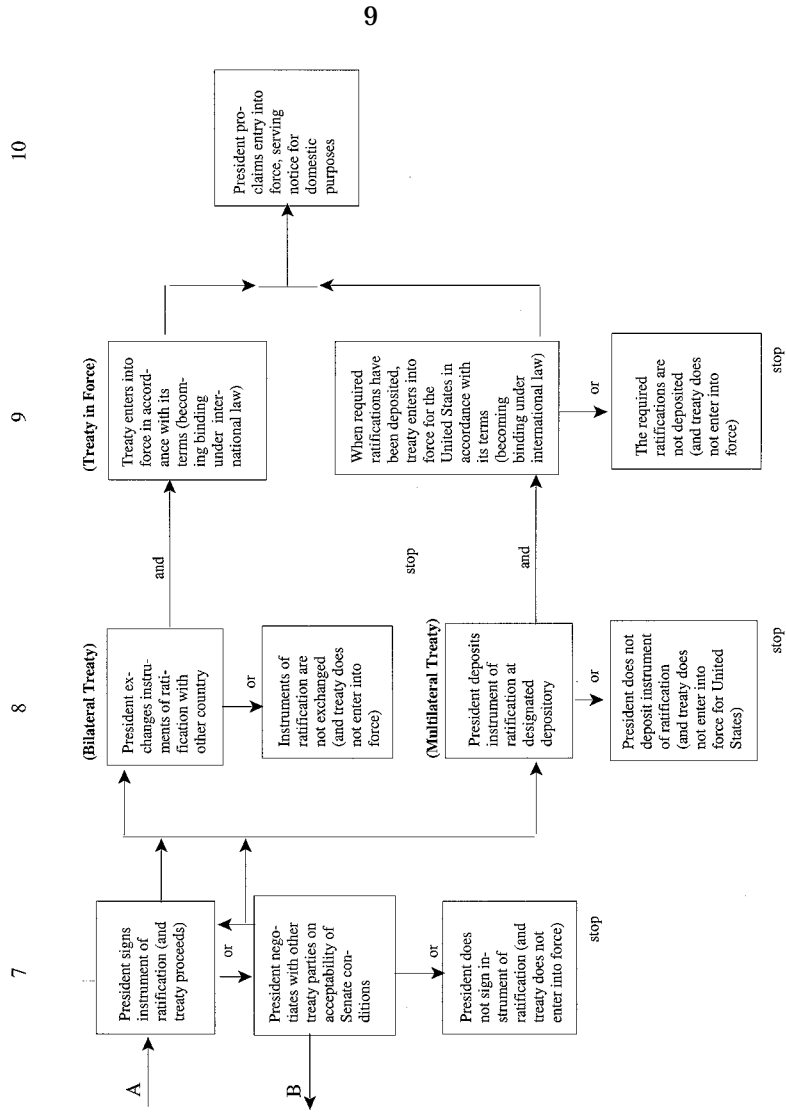 9
7
8
9
10
A
President signs
instrument of
ratification (and
treaty proceeds)
or
B
President nego-
tiates with other
treaty parties on
acceptability of
Senate con-
ditions
or
President does
not sign in-
strument of
ratification (and
treaty does not
enter into force)
stop
(Bilateral Treaty)
President ex-
changes instru-
ments of rati-
fication with
other country
and
or
Instruments of
ratification are
not exchanged
(and treaty does
not enter into
force)
stop
(Multilateral Treaty)
President deposits
instrument of
ratification at
designated
depository
and
or
President does not
deposit instrument
of ratification
(and treaty does
not enter into
force for United
States)
stop
(Treaty in Force)
Treaty enters into
force in accord-
ance with its
terms (becom-
ing binding
under inter-
national law)
When required
ratifications have
been deposited,
treaty enters into
force for the
United States in
accordance with
its terms
(becoming
binding under
international law)
or
The required
ratifications are
not deposited
(and treaty does
not enter into
force)
stop
President pro-
claims entry into
force, serving
notice for
domestic
purposes